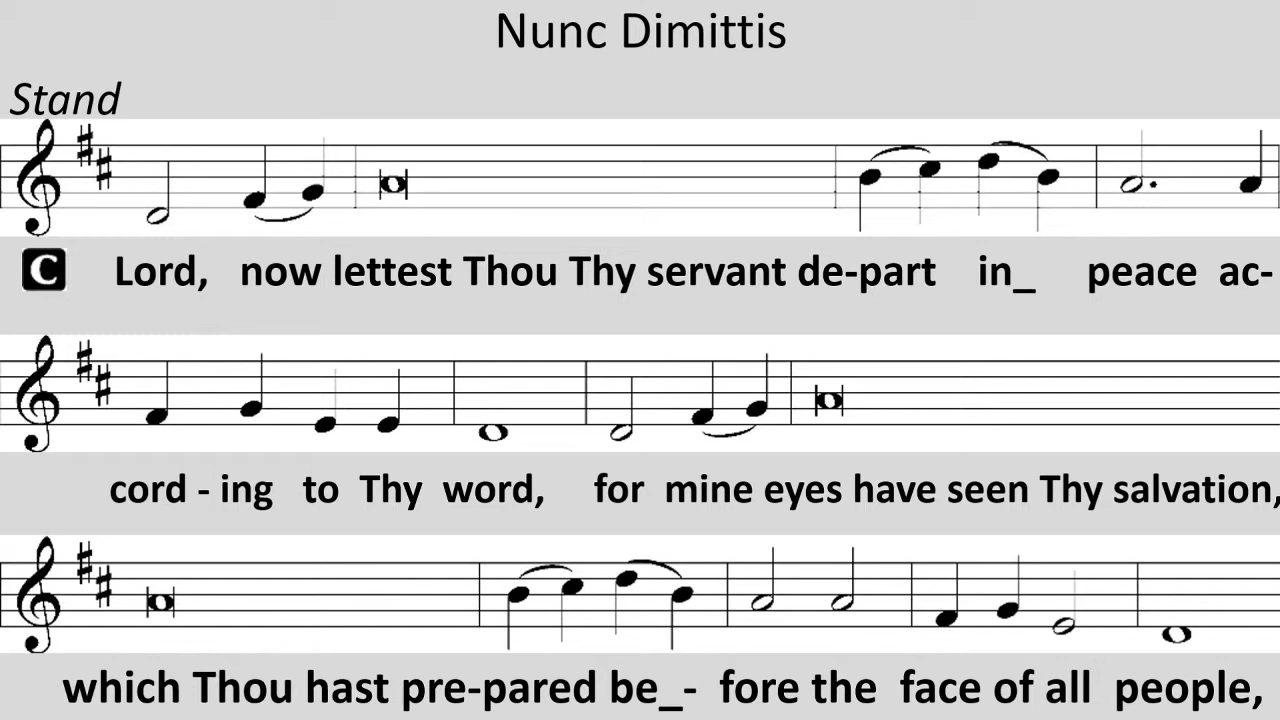 Nunc Dimittis
Stand
C Lord, now lettest Thou Thy servant de-part in_ peace ac-
cord - ing to Thy word, for mine eyes have seen Thy salvation,
which Thou hast pre-pared be_- fore the face of all people,